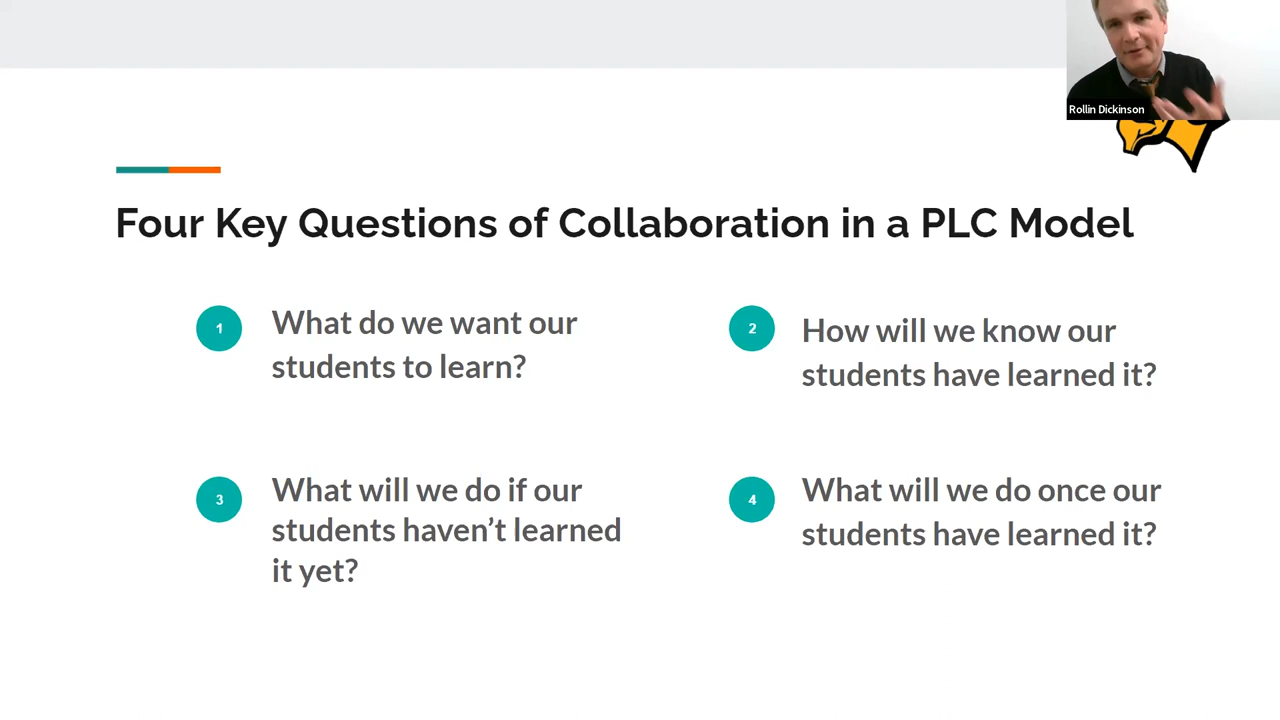 Rollin Dickinson
Four Key Questions of Collaboration in a PLC Model
1
What do we want our
students to learn?
2
How will we know our
students have learned it?
3
What will we do if our
students haven’t learned
it yet?
4
What will we do once our
students have learned it?